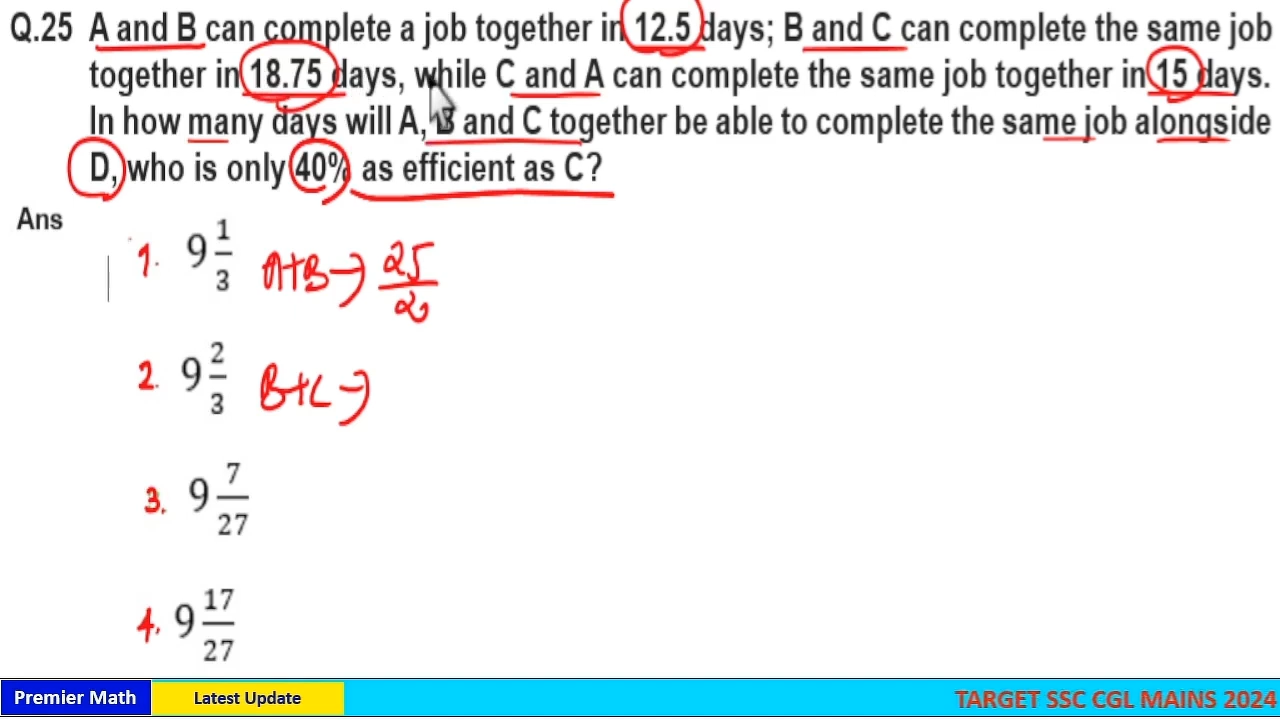 Q.25 A and B can complete a job together in 12.5 days; B and C can complete the same job
together in 18.75 days, while C and A can complete the same job together in 15 days.
In how many days will A, B and C together be able to complete the same job alongside
D, who is only 40% as efficient as C?
Ans
1. 9 1/3 A+B → 25/2
2. 9 2/3 B+C →
3. 9 7/27
4. 9 17/27
Premier Math Latest Update TARGET SSC CGL MAINS 2024